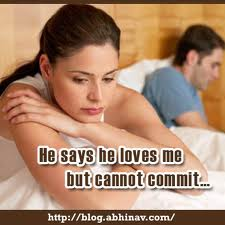 He says he loves me
but cannot commit...
http://blog.abhinav.com/